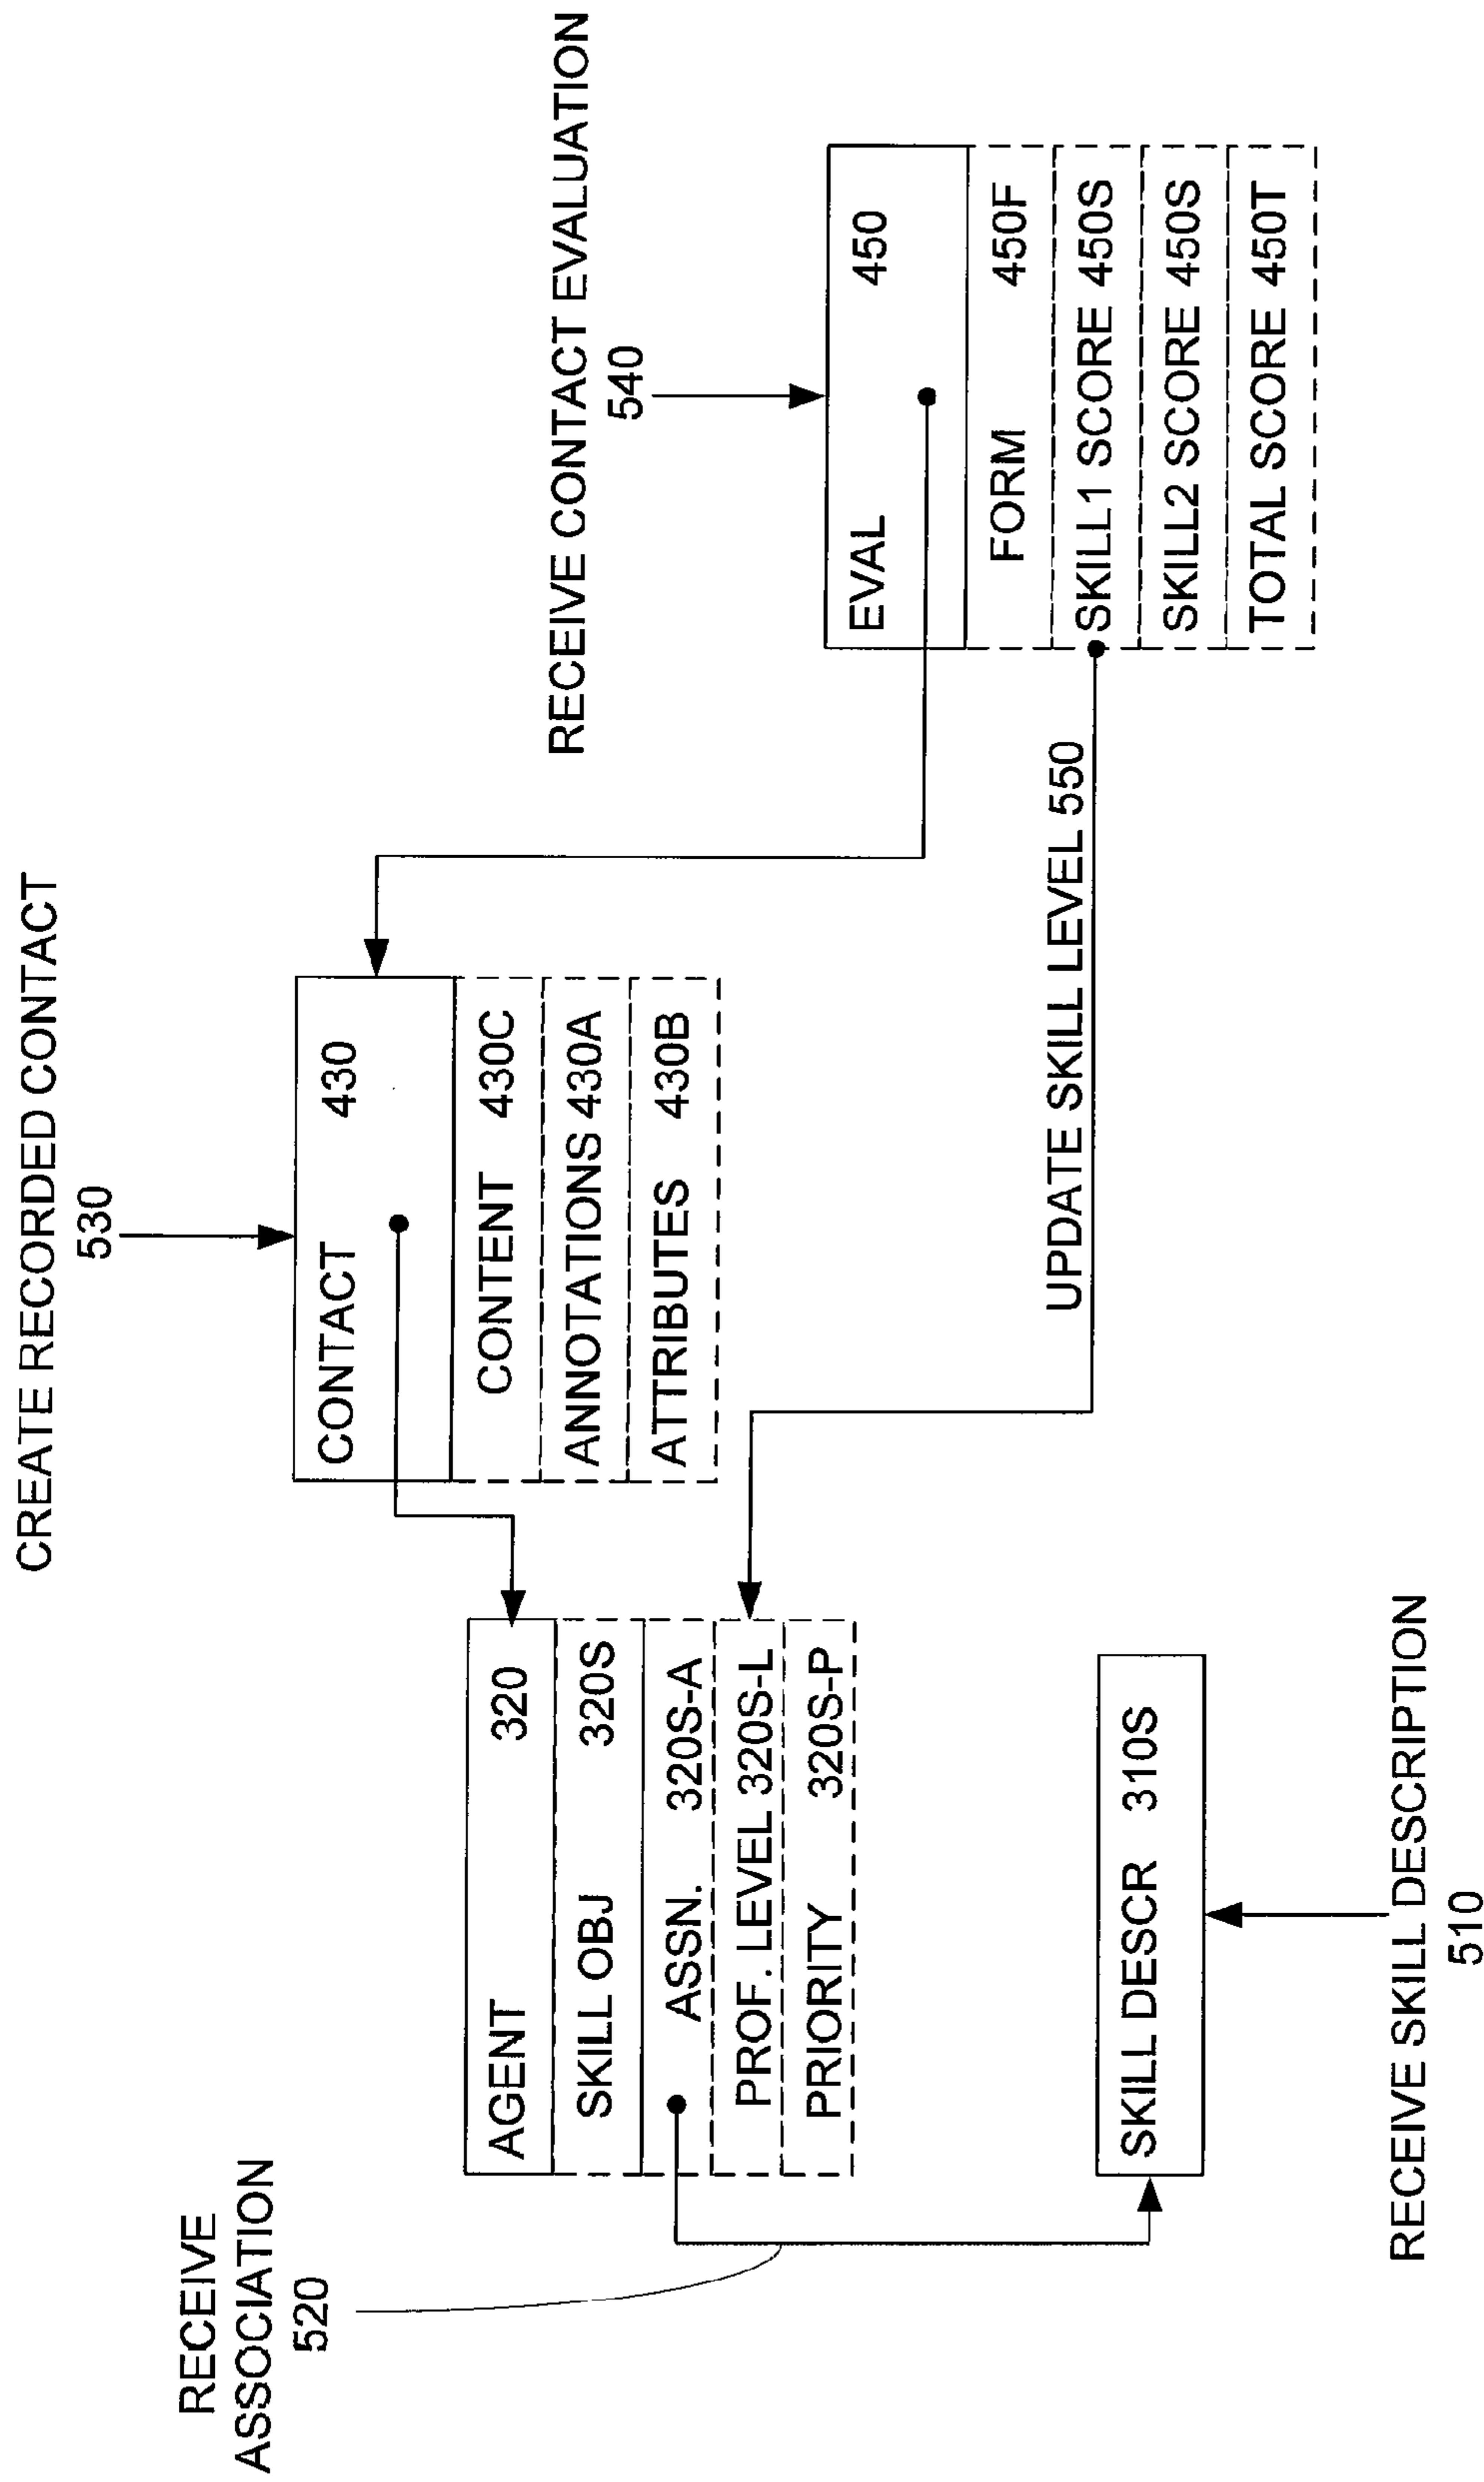 CREATE RECORDED CONTACT
530
RECEIVE CONTACT EVALUATION
540
RECEIVE
ASSOCIATION
520
CONTACT 430
CONTENT 430C
ANNOTATIONS 430A
ATTRIBUTES 430B
AGENT 320
SKILL OBJ 320S
ASSN. 320S-A
PROF. LEVEL 320S-L
PRIORITY 320S-P
EVAL 450
FORM 450F
SKILL1 SCORE 450S
SKILL2 SCORE 450S
TOTAL SCORE 450T
UPDATE SKILL LEVEL 550
SKILL DESCR 310S
RECEIVE SKILL DESCRIPTION
510